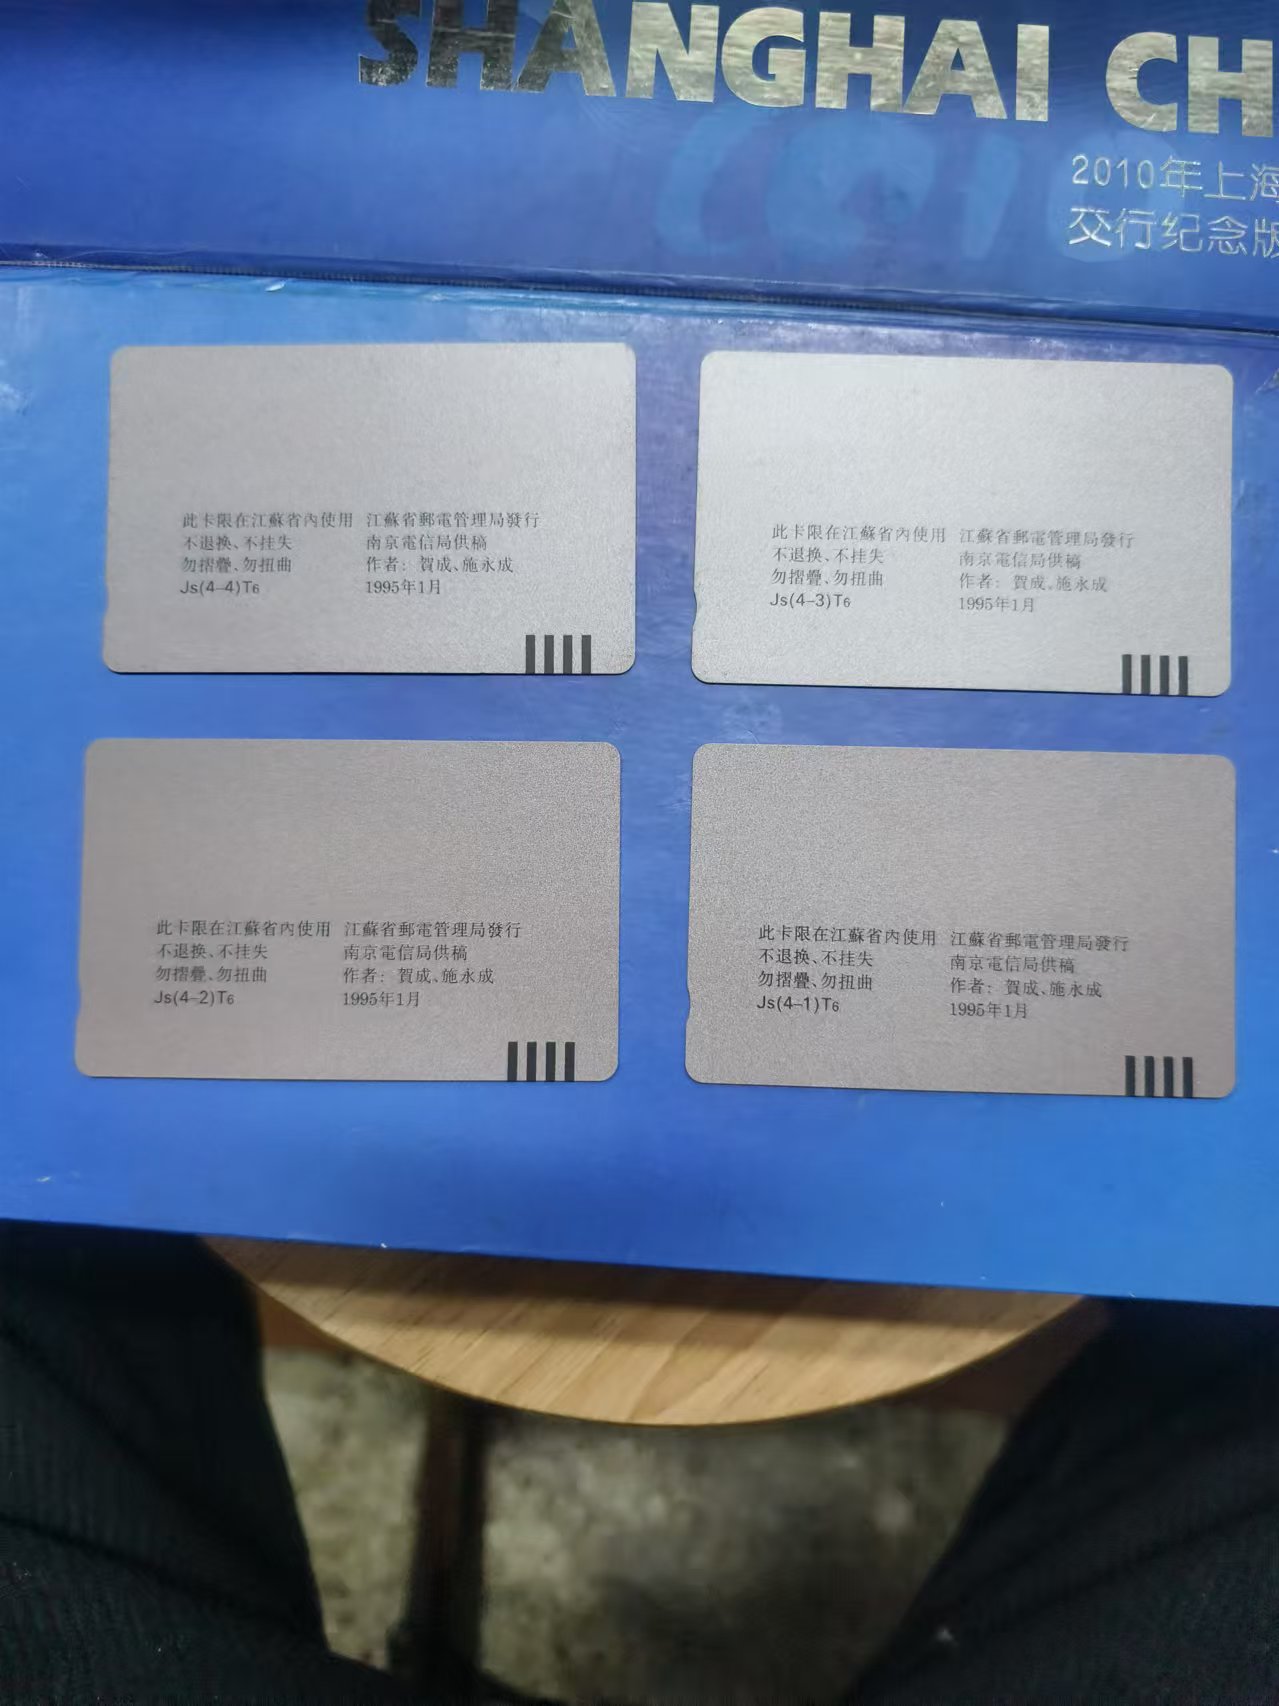 SHANGHAI CH
2010年上海
交行纪念版
此卡限在江蘇省內使用 江蘇省郵電管理局發行
不退換、不挂失 南京電信局供稿
勿摺疊、勿扭曲 作者：賀成、施永成
Js(4–4)T6 1995年1月
此卡限在江蘇省內使用 江蘇省郵電管理局發行
不退換、不挂失 南京電信局供稿
勿摺疊、勿扭曲 作者：賀成、施永成
Js(4–3)T6 1995年1月
此卡限在江蘇省內使用 江蘇省郵電管理局發行
不退換、不挂失 南京電信局供稿
勿摺疊、勿扭曲 作者：賀成、施永成
Js(4–2)T6 1995年1月
此卡限在江蘇省內使用 江蘇省郵電管理局發行
不退換、不挂失 南京電信局供稿
勿摺疊、勿扭曲 作者：賀成、施永成
Js(4–1)T6 1995年1月